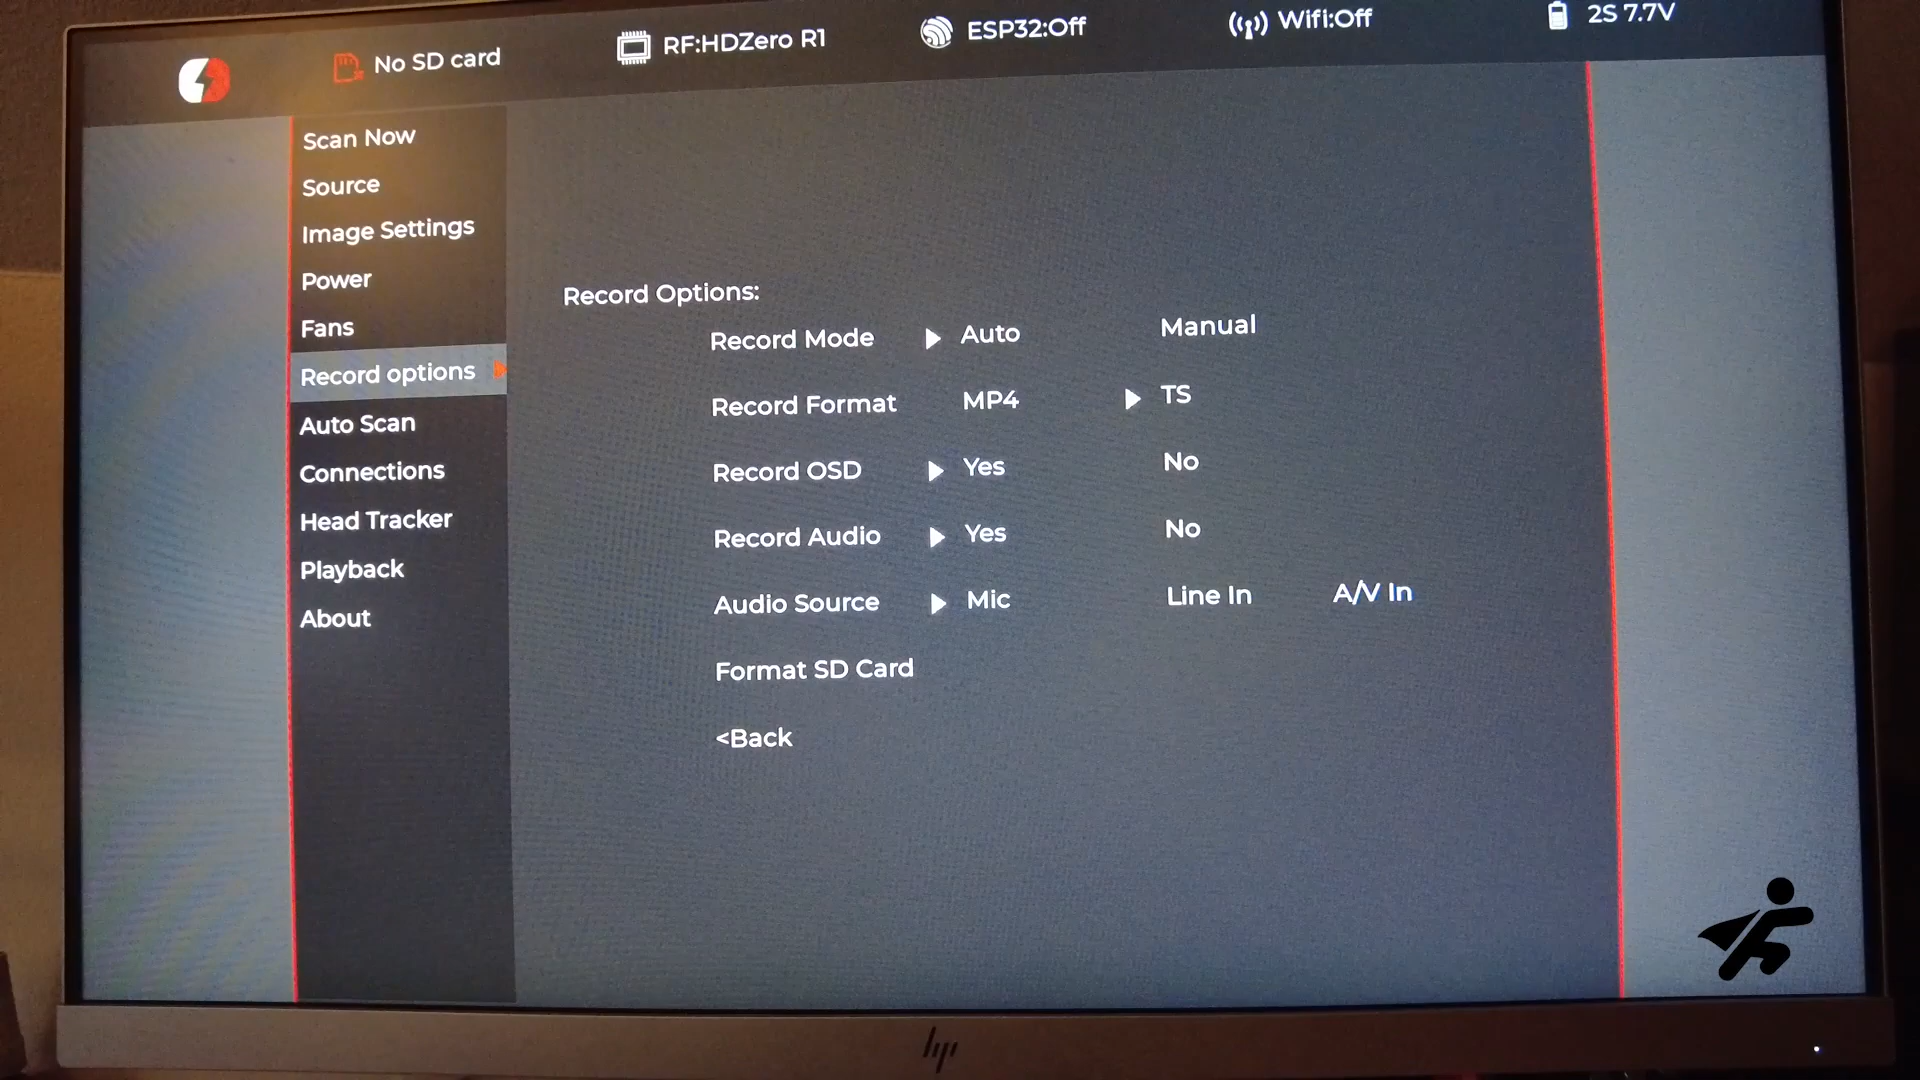 No SD card
RF:HDZero R1
ESP32:Off
Wifi:Off
2S 7.7V
Scan Now
Source
Image Settings
Power
Fans
Record options
Auto Scan
Connections
Head Tracker
Playback
About
Record Options:
Record Mode Auto Manual
Record Format MP4 TS
Record OSD Yes No
Record Audio Yes No
Audio Source Mic Line In A/V In
Format SD Card
<Back
hp